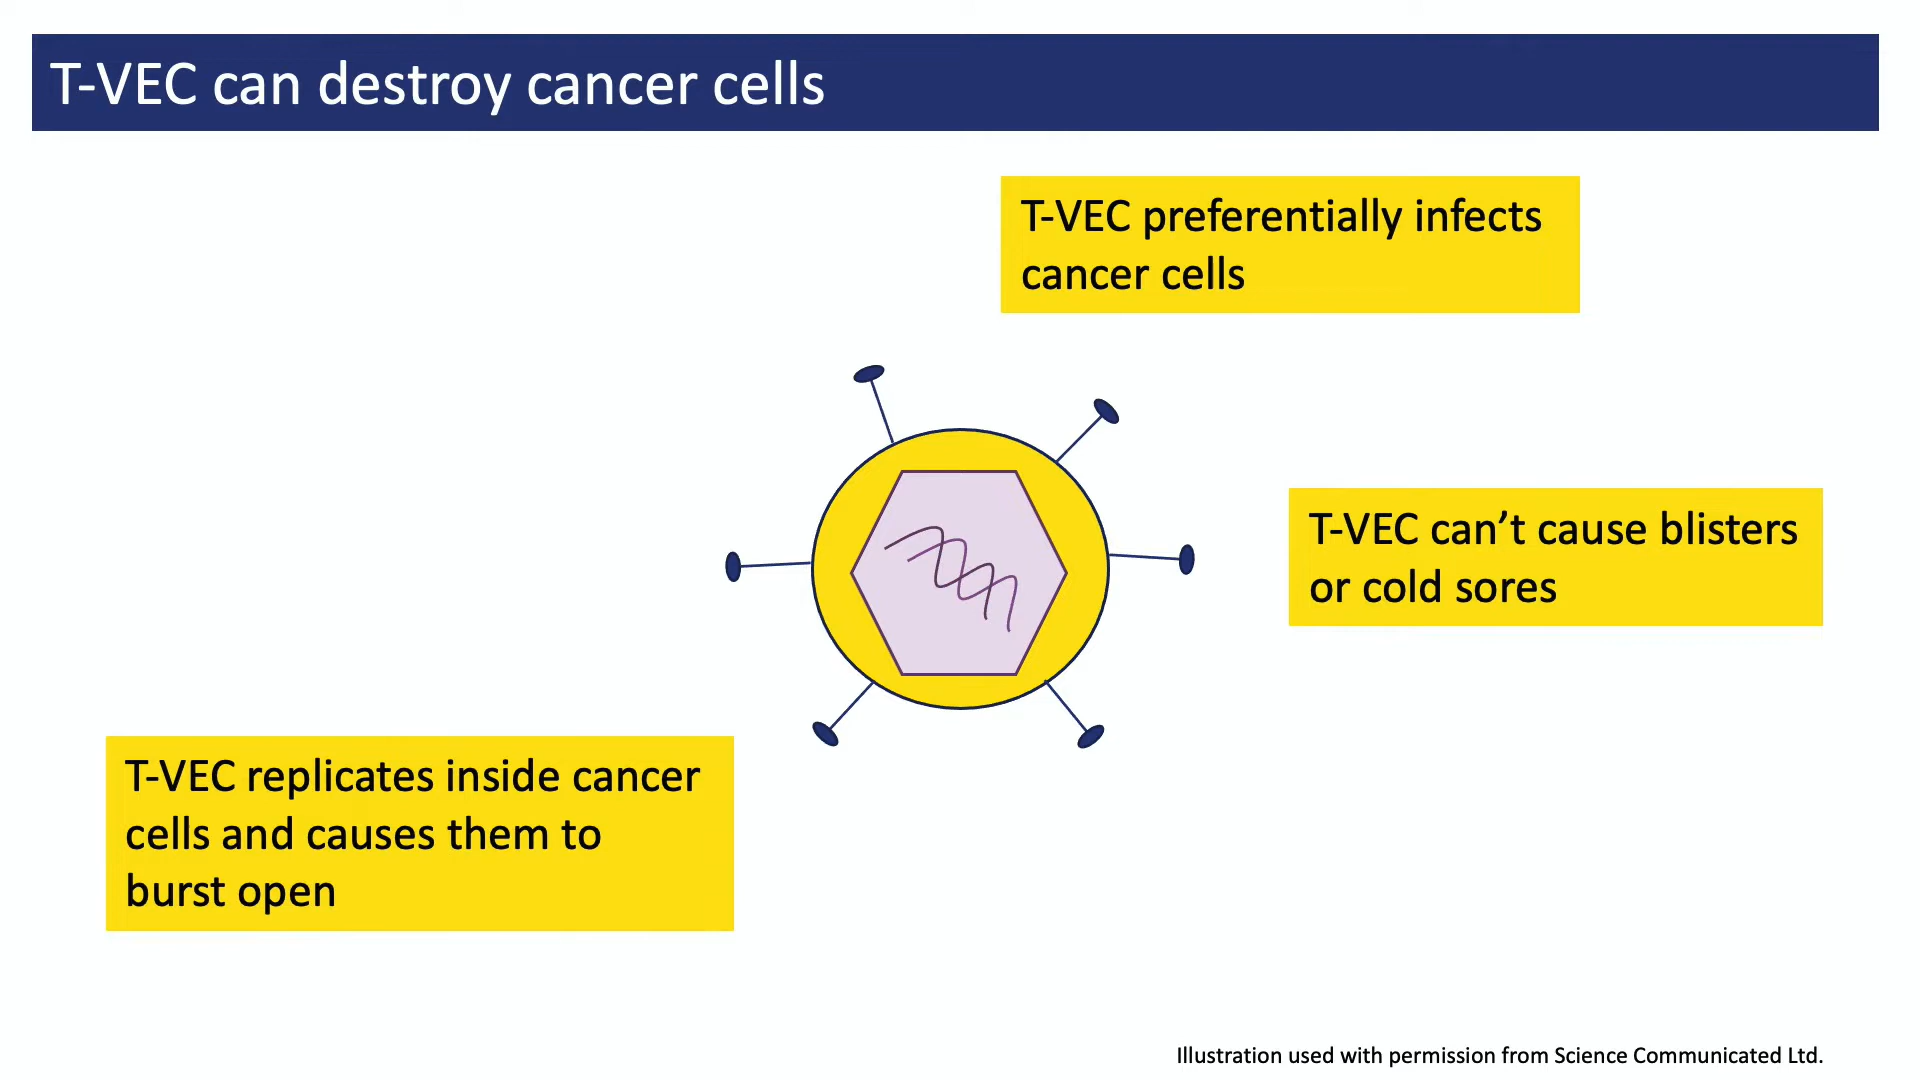 T-VEC can destroy cancer cells
T-VEC preferentially infects
cancer cells
T-VEC can’t cause blisters
or cold sores
T-VEC replicates inside cancer
cells and causes them to
burst open
Illustration used with permission from Science Communicated Ltd.